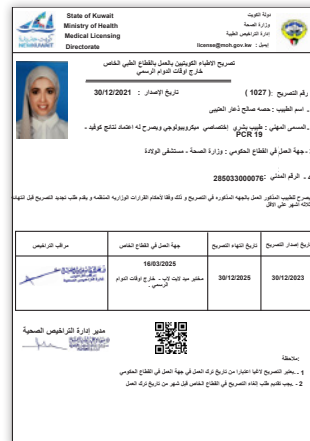 State of Kuwait
Ministry of Health
Medical Licensing
Directorate
دولة الكويت
وزارة الصحة
إدارة التراخيص الطبية
إيميل : license@moh.gov.kw
NEWKUWAIT
تصريح الأطباء الكويتيين بالعمل بالقطاع الطبي الخاص
خارج اوقات الدوام الرسمي
رقم التصريح :( 1027 )
تاريخ الإصدار : 30/12/2021
اسم الطبيب : حصه صالح ذعار العتيبي
المسمى المهني : طبيب بشري اختصاصي ميكروبيولوجي ويصرح له اعتماد نتائج كوفيد -
PCR 19
- جهة العمل في القطاع الحكومي : وزارة الصحة - مستشفى الولادة
الرقم المدني :285033000076
يصرح للطبيب المذكور العمل بالجهه المذكوره في التصريح و ذلك وفقا لأحكام القرارات الوزاريه المنظمه و يقدم طلب تجديد التصريح قبل انتهائه
ثلاثه أشهر علي الاقل
تاريخ إصدار التصريح
تاريخ انتهاء التصريح
جهة العمل في القطاع الخاص
مراقب التراخيص
30/12/2023
30/12/2025
16/03/2025
مختبر ميد لايت لاب - خارج أوقات الدوام
الرسمي .
مدير إدارة التراخيص الصحية
ملاحظة:
1 - .يعتبر التصريح لاغيا اعتبارا من تاريخ ترك العمل في جهة العمل في القطاع الحكومي
2 - .يجب تقديم طلب إلغاء التصريح في القطاع الخاص قبل شهر من تاريخ ترك العمل